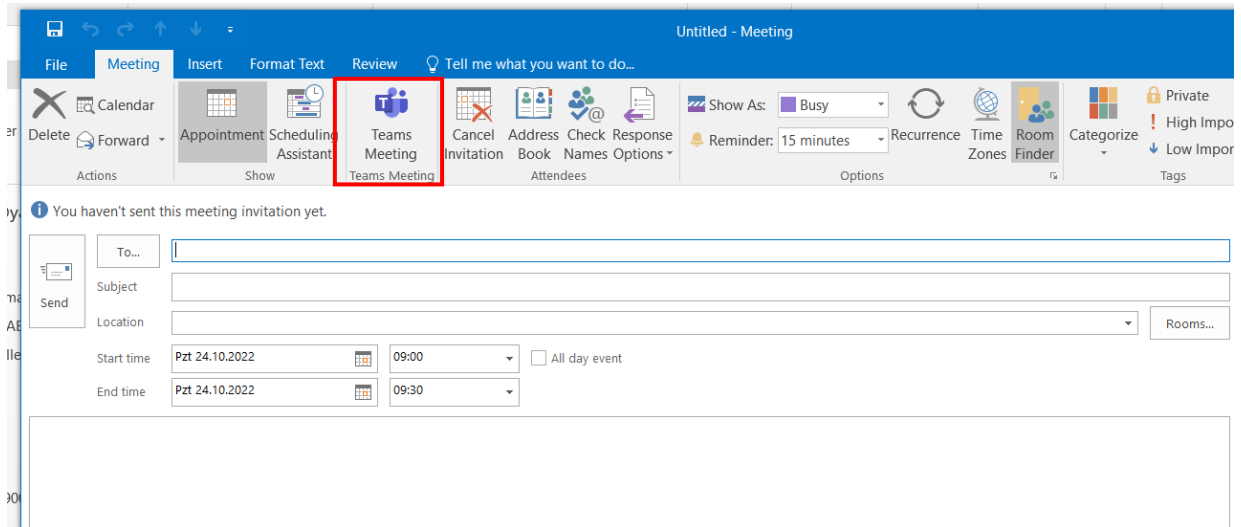 Untitled - Meeting
File Meeting Insert Format Text Review Tell me what you want to do...
Delete
Calendar
Forward
Actions
Appointment
Scheduling Assistant
Show
Teams Meeting
Teams Meeting
Cancel Invitation
Address Book
Check Names
Response Options
Attendees
Show As: Busy
Reminder: 15 minutes
Recurrence
Time Zones
Room Finder
Options
Categorize
Private
High Impo
Low Impor
Tags
You haven't sent this meeting invitation yet.
Send
To...
Subject
Location
Rooms...
Start time Pzt 24.10.2022 09:00 All day event
End time Pzt 24.10.2022 09:30